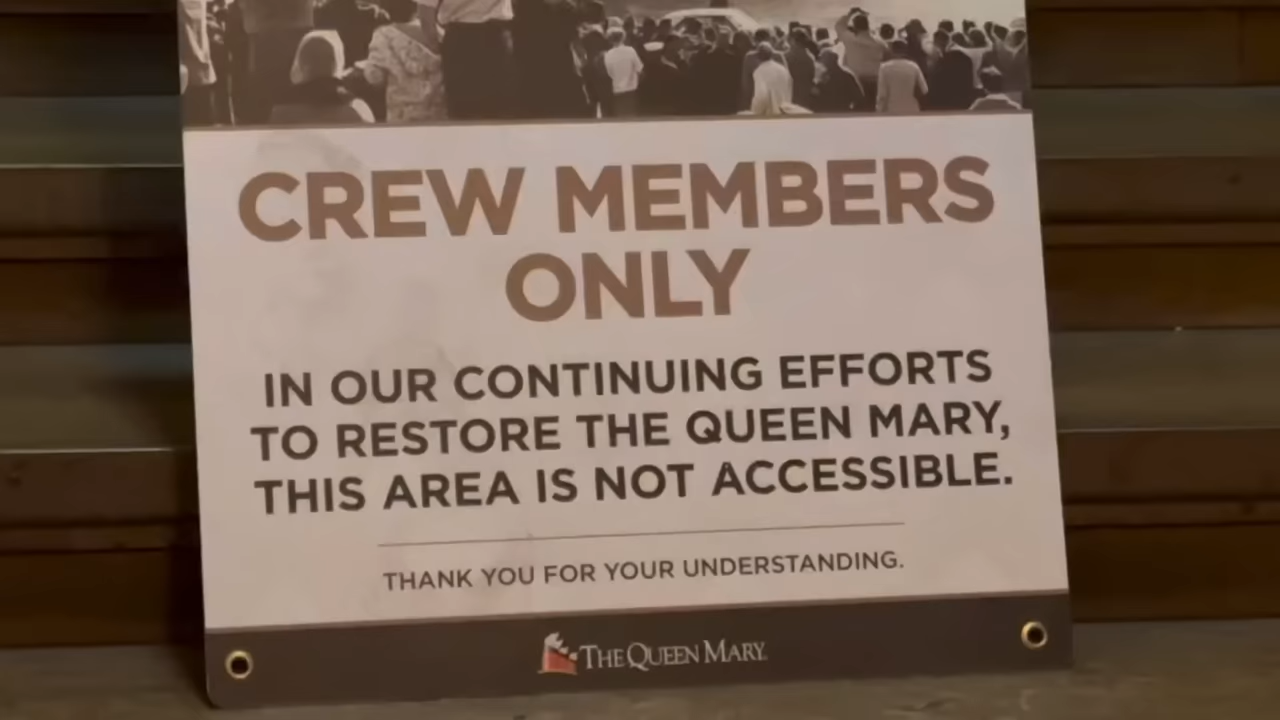 CREW MEMBERS
ONLY
IN OUR CONTINUING EFFORTS
TO RESTORE THE QUEEN MARY,
THIS AREA IS NOT ACCESSIBLE.
THANK YOU FOR YOUR UNDERSTANDING.
THE QUEEN MARY